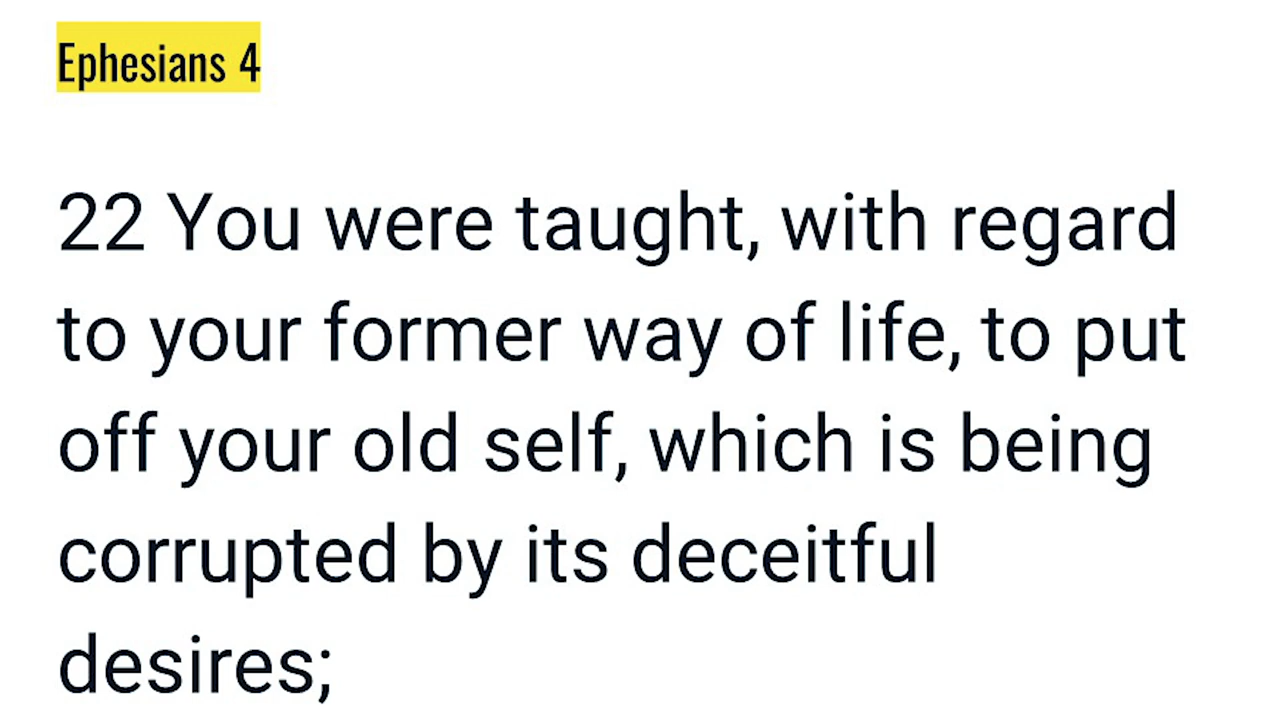 Ephesians 4
22 You were taught, with regard
to your former way of life, to put
off your old self, which is being
corrupted by its deceitful
desires;